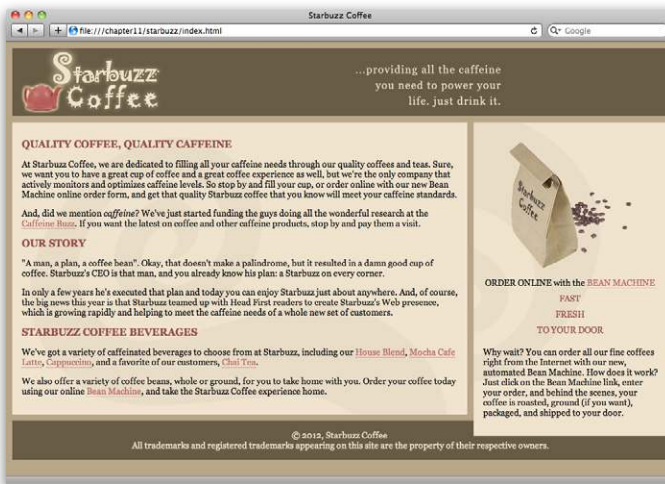 Starbuzz Coffee
file:///chapter11/starbuzz/index.html
Google
Starbuzz
Coffee
...providing all the caffeine
you need to power your
life. just drink it.
QUALITY COFFEE, QUALITY CAFFEINE
At Starbuzz Coffee, we are dedicated to filling all your caffeine needs through our quality coffees and teas. Sure,
we want you to have a great cup of coffee and a great coffee experience as well, but we're the only company that
actively monitors and optimizes caffeine levels. So stop by and fill your cup, or order online with our new Bean
Machine online order form, and get that quality Starbuzz coffee that you know will meet your caffeine standards.
And, did we mention caffeine? We've just started funding the guys doing all the wonderful research at the
Caffeine Buzz. If you want the latest on coffee and other caffeine products, stop by and pay them a visit.
OUR STORY
"A man, a plan, a coffee bean". Okay, that doesn't make a palindrome, but it resulted in a damn good cup of
coffee. Starbuzz's CEO is that man, and you already know his plan: a Starbuzz on every corner.
In only a few years he's executed that plan and today you can enjoy Starbuzz just about anywhere. And, of course,
the big news this year is that Starbuzz teamed up with Head First readers to create Starbuzz's Web presence,
which is growing rapidly and helping to meet the caffeine needs of a whole new set of customers.
STARBUZZ COFFEE BEVERAGES
We've got a variety of caffeinated beverages to choose from at Starbuzz, including our House Blend, Mocha Cafe
Latte, Cappuccino, and a favorite of our customers, Chai Tea.
We also offer a variety of coffee beans, whole or ground, for you to take home with you. Order your coffee today
using our online Bean Machine, and take the Starbuzz Coffee experience home.
Starbuzz
Coffee
ORDER ONLINE with the BEAN MACHINE
FAST
FRESH
TO YOUR DOOR
Why wait? You can order all our fine coffees
right from the Internet with our new,
automated Bean Machine. How does it work?
Just click on the Bean Machine link, enter
your order, and behind the scenes, your
coffee is roasted, ground (if you want),
packaged, and shipped to your door.
© 2012, Starbuzz Coffee
All trademarks and registered trademarks appearing on this site are the property of their respective owners.